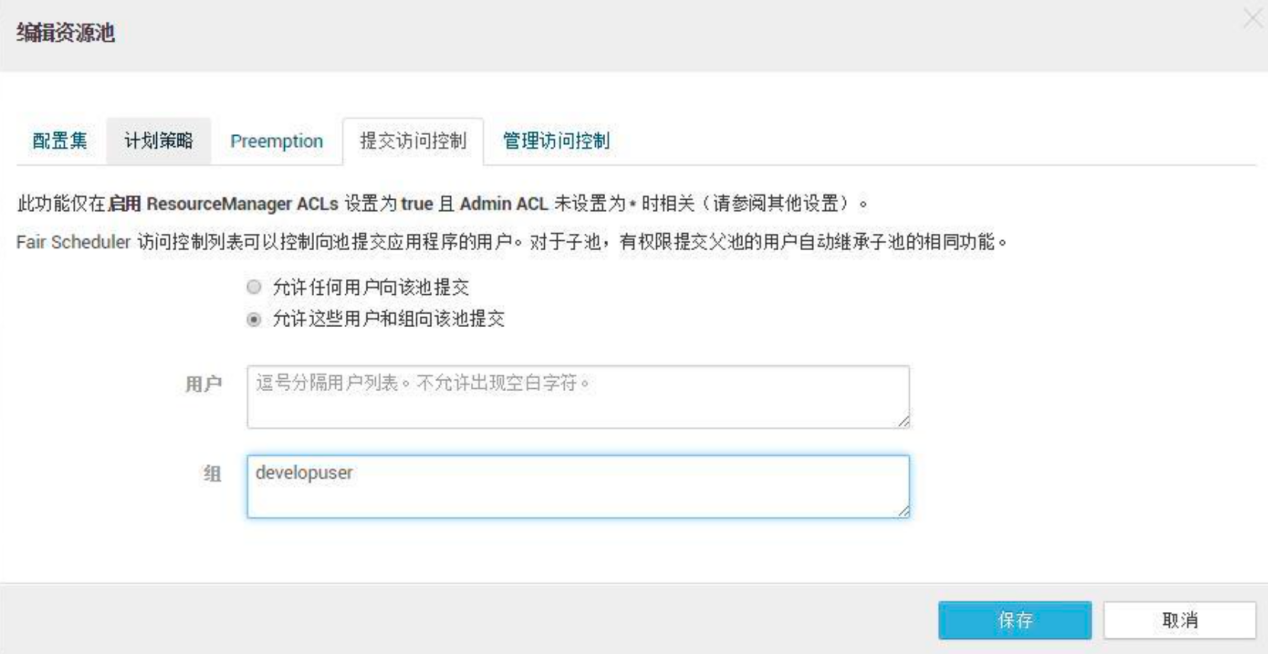 编辑资源池
配置集 计划策略 Preemption 提交访问控制 管理访问控制
此功能仅在启用 ResourceManager ACLs 设置为 true 且 Admin ACL 未设置为 * 时相关（请参阅其他设置）。
Fair Scheduler 访问控制列表可以控制向池提交应用程序的用户。对于子池，有权限提交父池的用户自动继承子池的相同功能。
允许任何用户向该池提交
允许这些用户和组向该池提交
用户 逗号分隔用户列表。不允许出现空白字符。
组 developuser
保存 取消